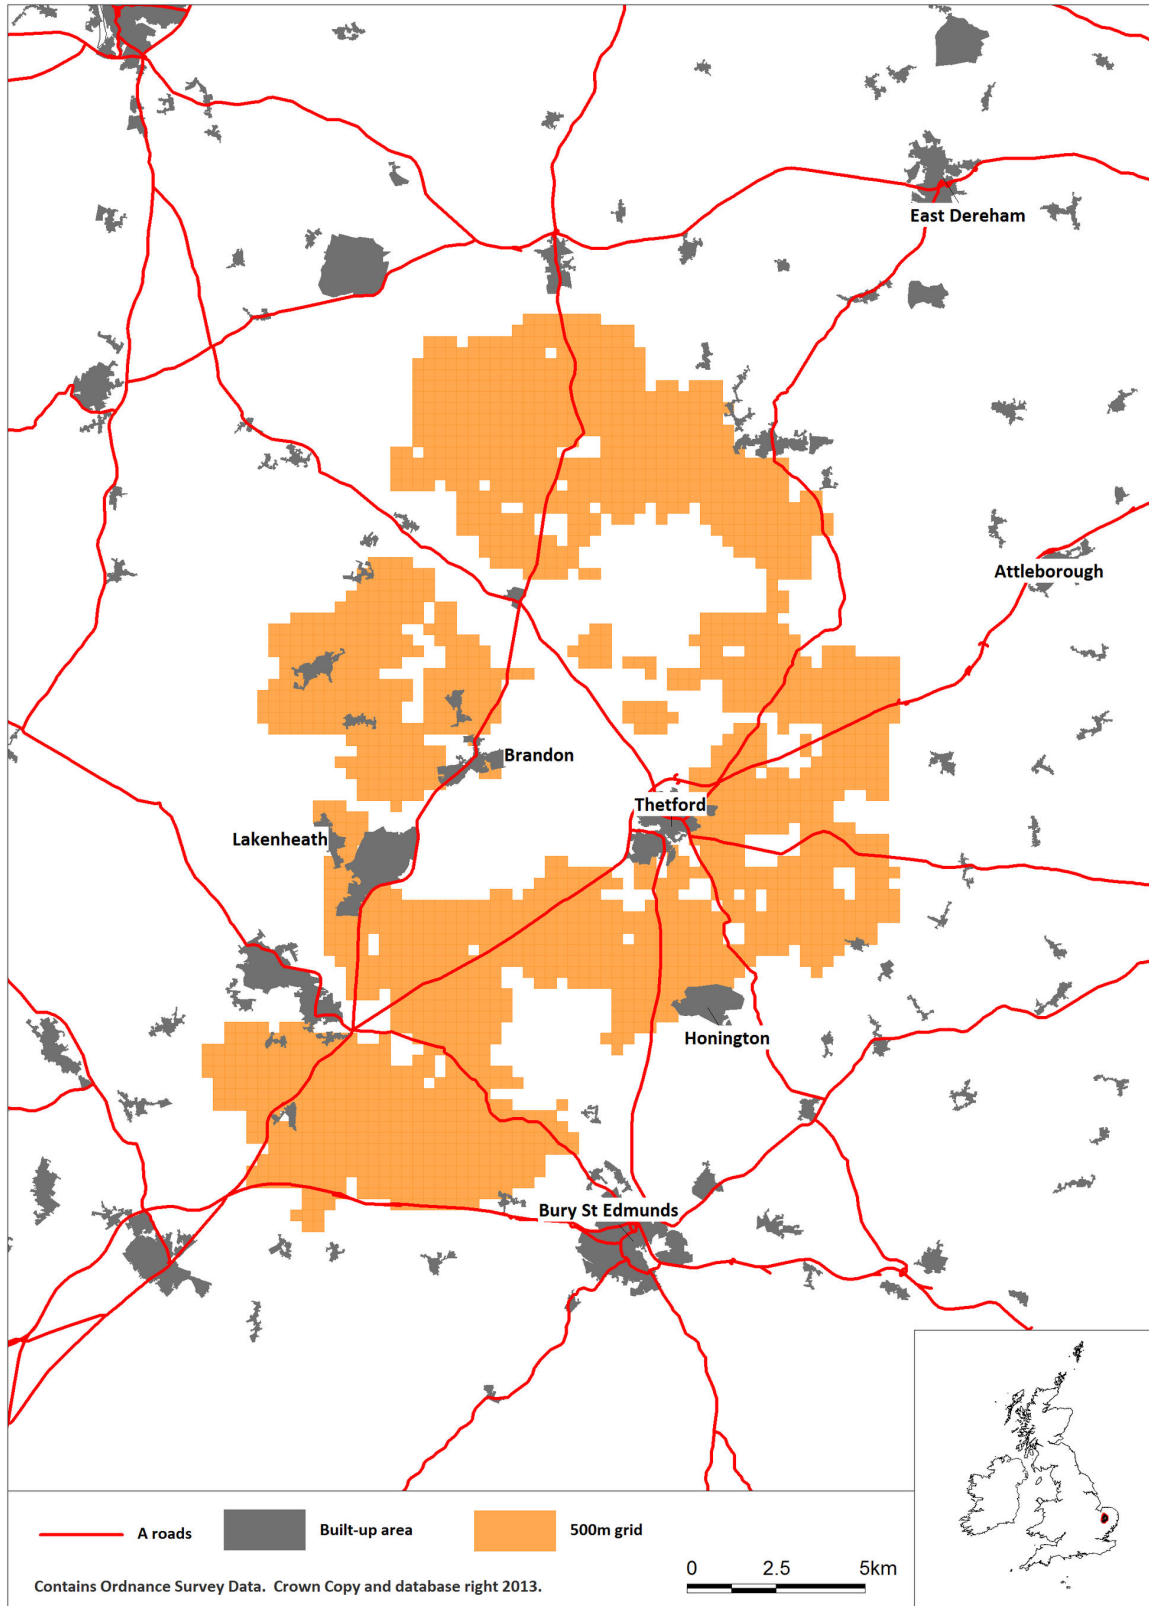 East Dereham
Attleborough
Brandon
Thetford
Lakenheath
Honington
Bury St Edmunds
A roads
Built-up area
500m grid
0 2.5 5km
Contains Ordnance Survey Data. Crown Copy and database right 2013.